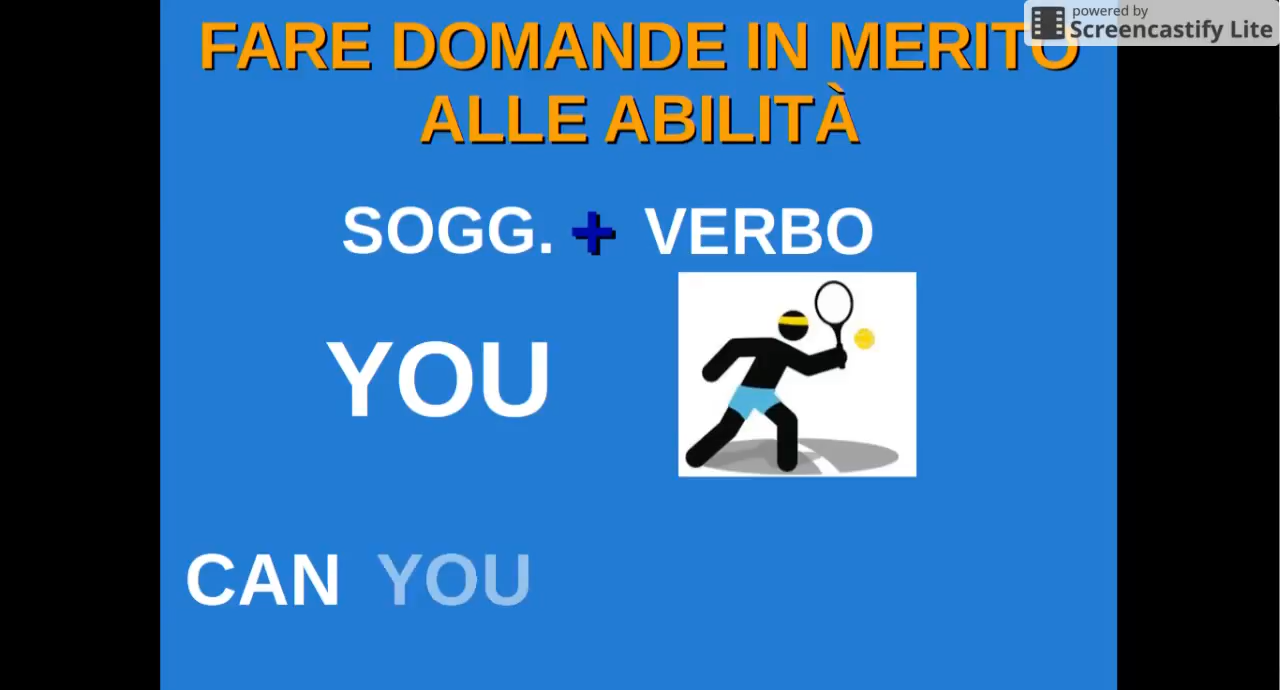 powered by
Screencastify Lite
FARE DOMANDE IN MERITO
ALLE ABILITÀ
SOGG. + VERBO
YOU
CAN YOU